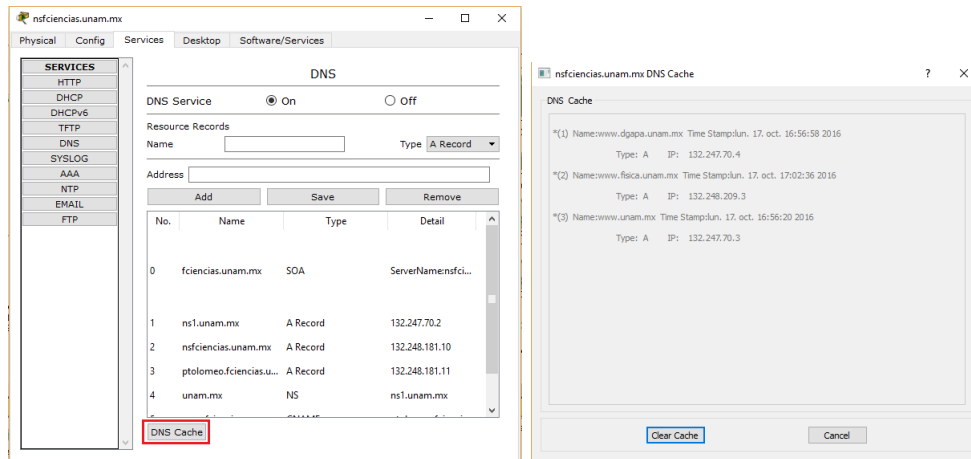 nsfciencias.unam.mx
Physical Config Services Desktop Software/Services
SERVICES
HTTP
DHCP
DHCPv6
TFTP
DNS
SYSLOG
AAA
NTP
EMAIL
FTP
DNS
DNS Service On Off
Resource Records
Name Type A Record
Address
Add Save Remove
No. Name Type Detail
0 fciencias.unam.mx SOA ServerName:nsfci...
1 ns1.unam.mx A Record 132.247.70.2
2 nsfciencias.unam.mx A Record 132.248.181.10
3 ptolomeo.fciencias.u... A Record 132.248.181.11
4 unam.mx NS ns1.unam.mx
DNS Cache
nsfciencias.unam.mx DNS Cache
DNS Cache
*(1) Name:www.dgapa.unam.mx Time Stamp:lun. 17. oct. 16:56:58 2016
Type: A IP: 132.247.70.4
*(2) Name:www.fisica.unam.mx Time Stamp:lun. 17. oct. 17:02:36 2016
Type: A IP: 132.248.209.3
*(3) Name:www.unam.mx Time Stamp:lun. 17. oct. 16:56:20 2016
Type: A IP: 132.247.70.3
Clear Cache Cancel